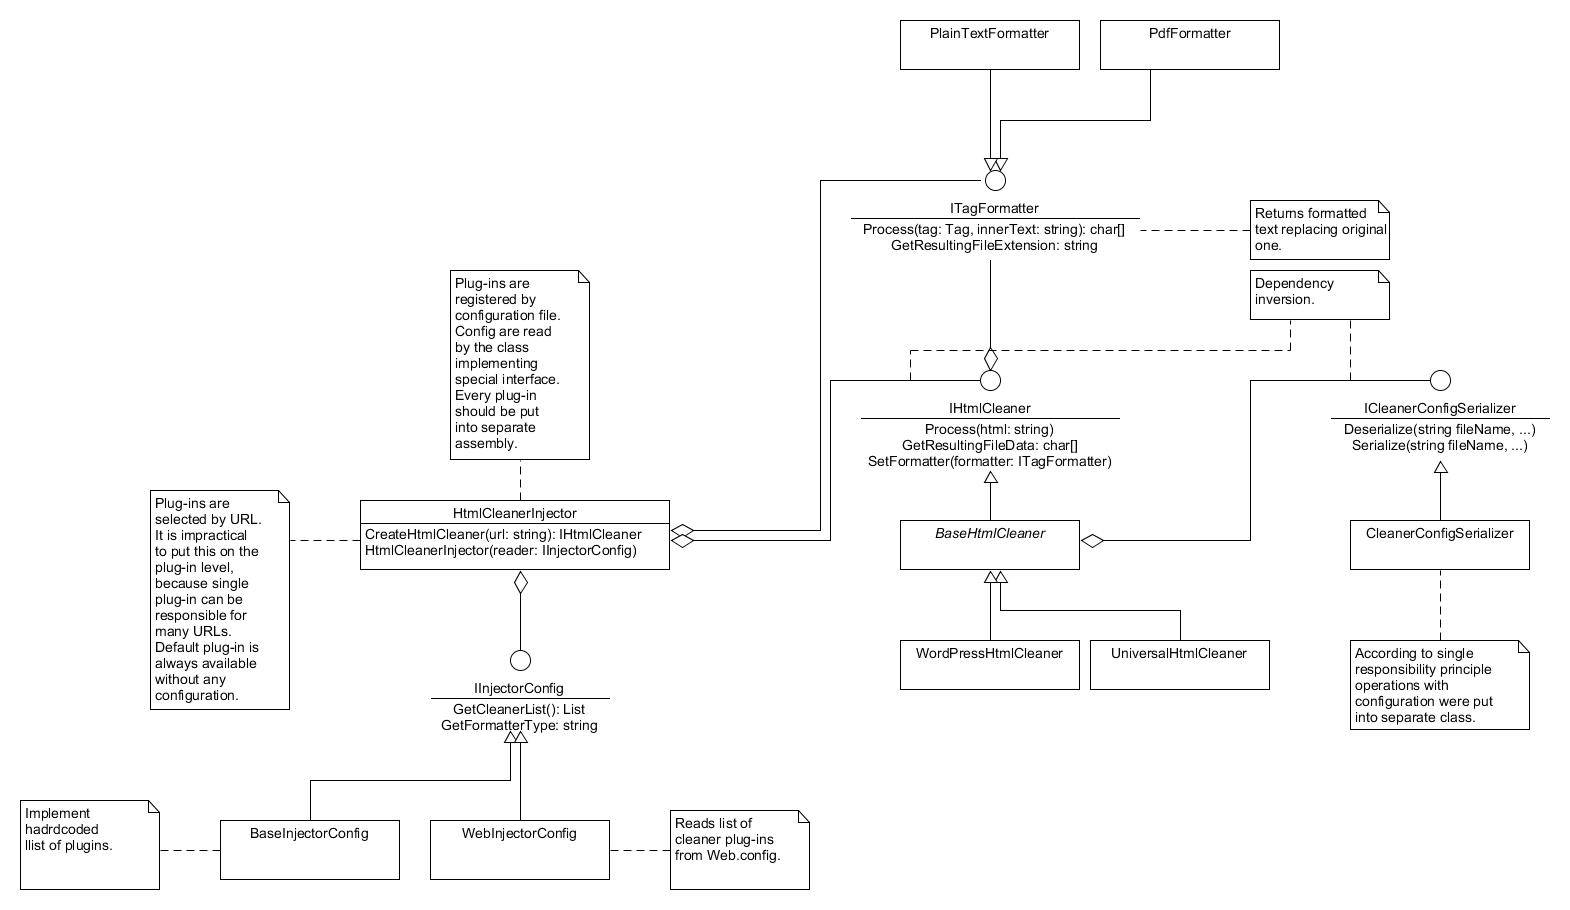 PlainTextFormatter
PdfFormatter
ITagFormatter
Process(tag: Tag, innerText: string): char[]
GetResultingFileExtension: string
Returns formatted
text replacing original
one.
Dependency
inversion.
Plug-ins are
registered by
configuration file.
Config are read
by the class
implementing
special interface.
Every plug-in
should be put
into separate
assembly.
IHtmlCleaner
Process(html: string)
GetResultingFileData: char[]
SetFormatter(formatter: ITagFormatter)
ICleanerConfigSerializer
Deserialize(string fileName, ...)
Serialize(string fileName, ...)
Plug-ins are
selected by URL.
It is impractical
to put this on the
plug-in level,
because single
plug-in can be
responsible for
many URLs.
Default plug-in is
always available
without any
configuration.
HtmlCleanerInjector
CreateHtmlCleaner(url: string): IHtmlCleaner
HtmlCleanerInjector(reader: IInjectorConfig)
BaseHtmlCleaner
CleanerConfigSerializer
WordPressHtmlCleaner
UniversalHtmlCleaner
According to single
responsibility principle
operations with
configuration were put
into separate class.
IInjectorConfig
GetCleanerList(): List
GetFormatterType: string
Implement
hadrdcoded
llist of plugins.
BaseInjectorConfig
WebInjectorConfig
Reads list of
cleaner plug-ins
from Web.config.